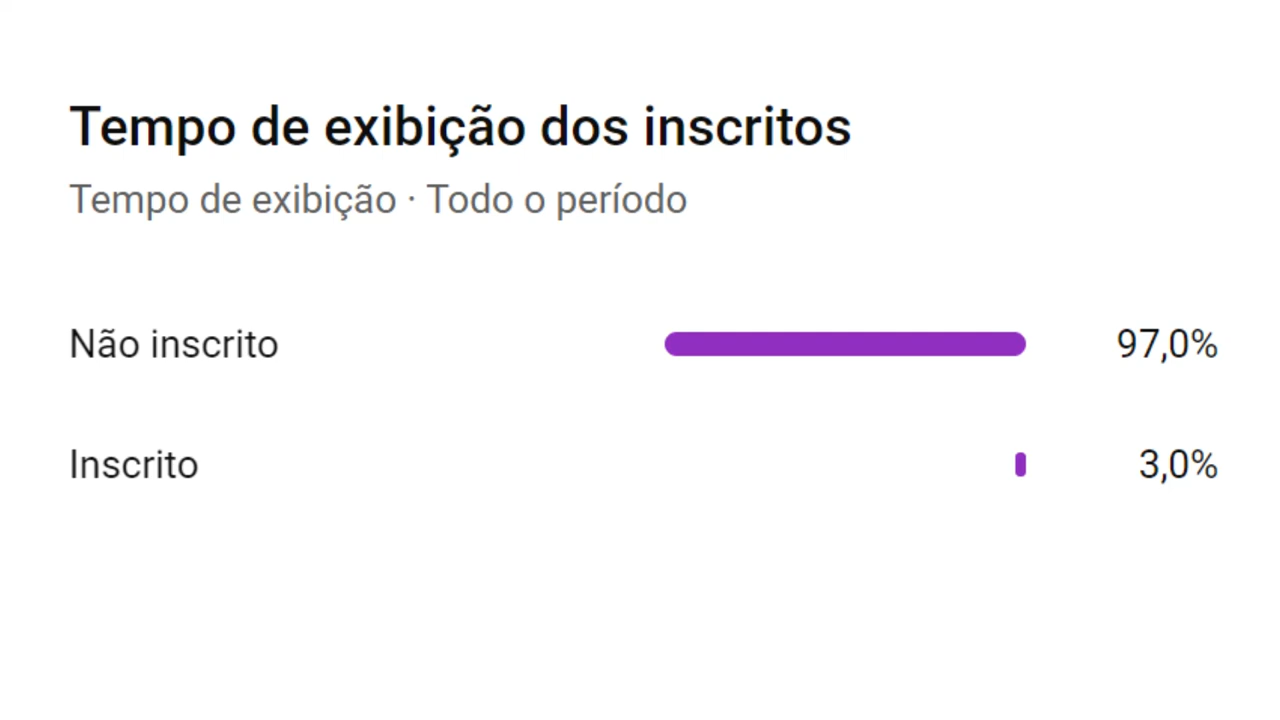 Tempo de exibição dos inscritos
Tempo de exibição · Todo o período
Não inscrito 97,0%
Inscrito 3,0%